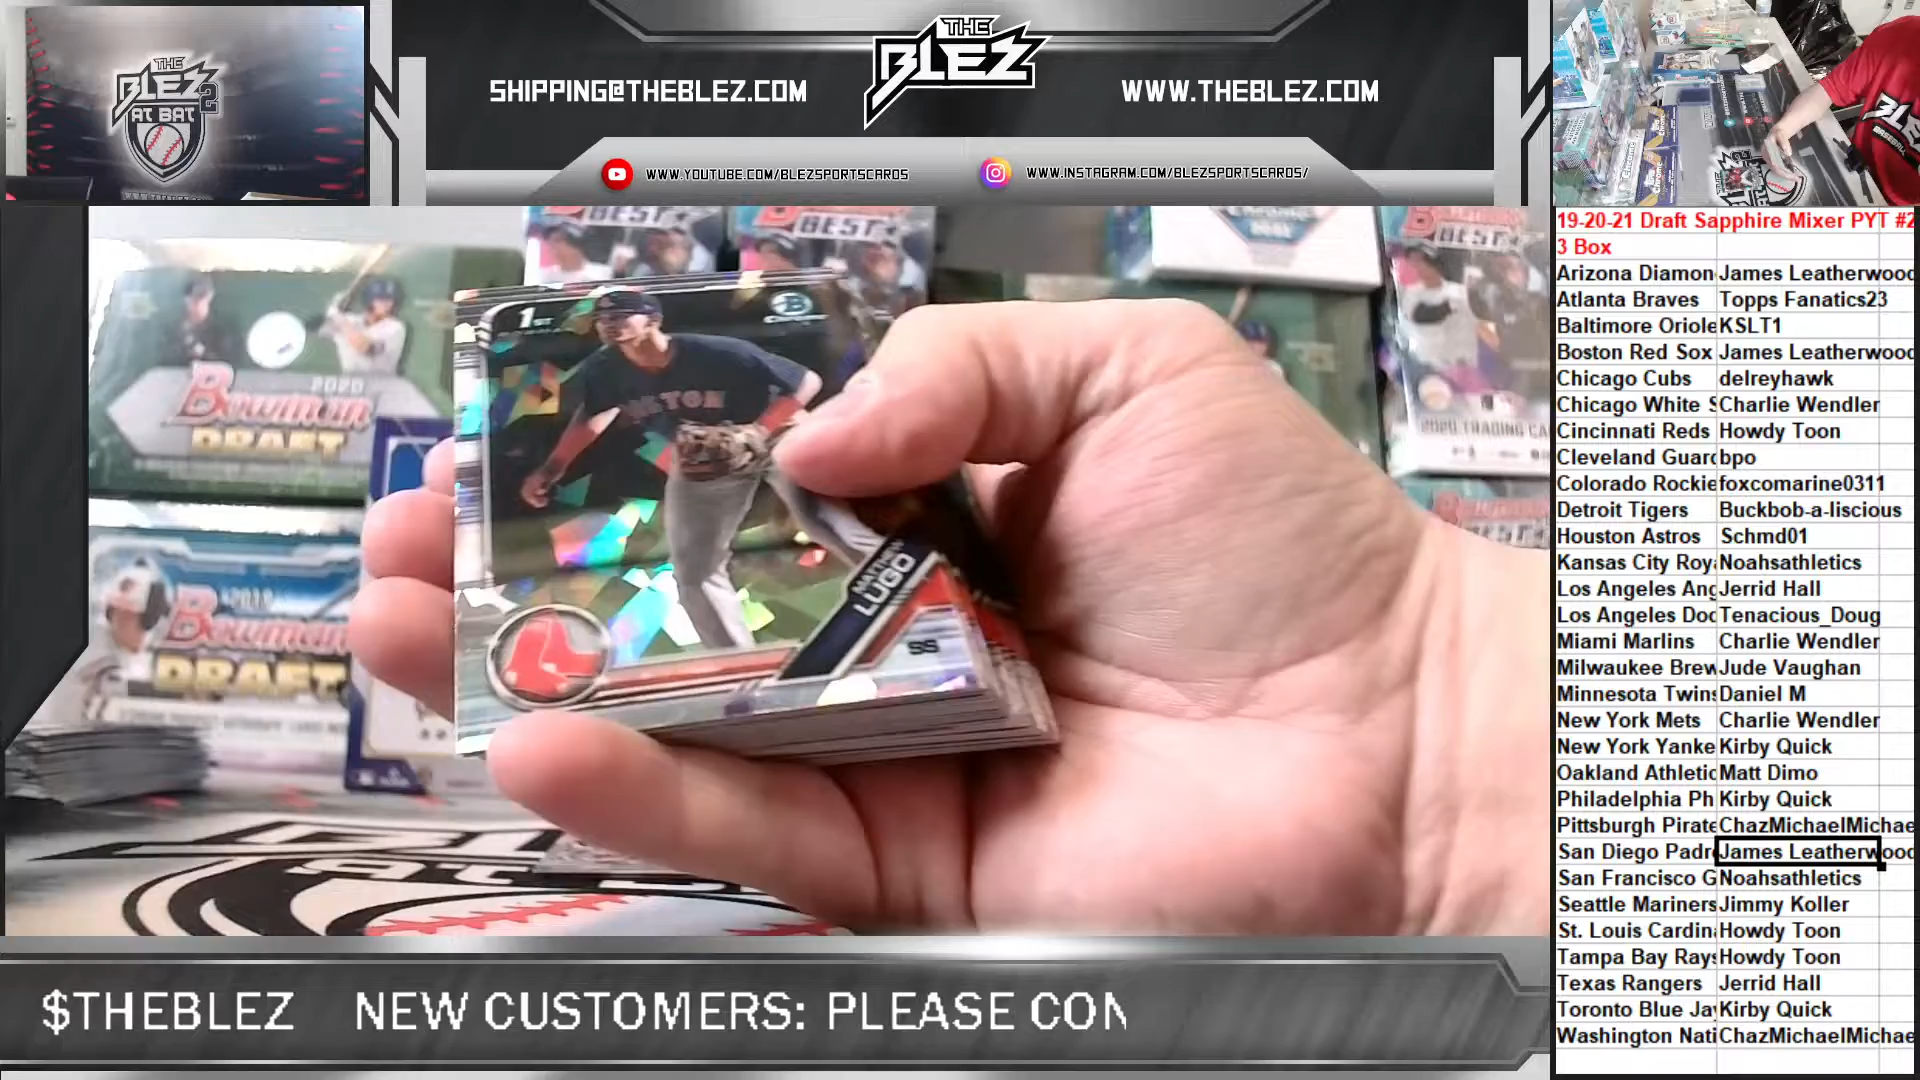 THE
BLEZ 2
AT BAT
SHIPPING@THEBLEZ.COM
THE
BLEZ
WWW.THEBLEZ.COM
WWW.YOUTUBE.COM/BLEZSPORTSCARDS
WWW.INSTAGRAM.COM/BLEZSPORTSCARDS/
BEST
BEST
BEST
2020
Bowman
DRAFT
2019
Bowman
DRAFT
1ST
MATTHEW
LUGO
SS
19-20-21 Draft Sapphire Mixer PYT #2
3 Box
Arizona Diamon James Leatherwood
Atlanta Braves Topps Fanatics23
Baltimore Oriole KSLT1
Boston Red Sox James Leatherwood
Chicago Cubs delreyhawk
Chicago White S Charlie Wendler
Cincinnati Reds Howdy Toon
Cleveland Guard bpo
Colorado Rockie foxcomarine0311
Detroit Tigers Buckbob-a-liscious
Houston Astros Schmd01
Kansas City Roya Noahsathletics
Los Angeles Ang Jerrid Hall
Los Angeles Dod Tenacious_Doug
Miami Marlins Charlie Wendler
Milwaukee Brew Jude Vaughan
Minnesota Twins Daniel M
New York Mets Charlie Wendler
New York Yanke Kirby Quick
Oakland Athletic Matt Dimo
Philadelphia Ph Kirby Quick
Pittsburgh Pirate ChazMichaelMichae
San Diego Padr James Leatherwood
San Francisco G Noahsathletics
Seattle Mariners Jimmy Koller
St. Louis Cardina Howdy Toon
Tampa Bay Rays Howdy Toon
Texas Rangers Jerrid Hall
Toronto Blue Jay Kirby Quick
Washington Nati ChazMichaelMichae
$THEBLEZ NEW CUSTOMERS: PLEASE CON